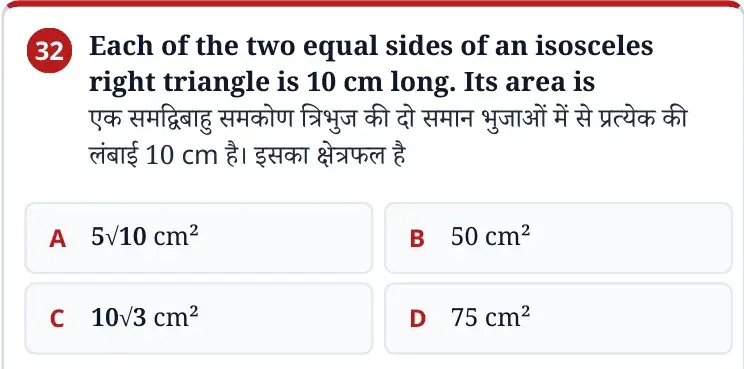 32 Each of the two equal sides of an isosceles
right triangle is 10 cm long. Its area is
एक समद्विबाहु समकोण त्रिभुज की दो समान भुजाओं में से प्रत्येक की
लंबाई 10 cm है। इसका क्षेत्रफल है
A 5√10 cm² B 50 cm²
C 10√3 cm² D 75 cm²